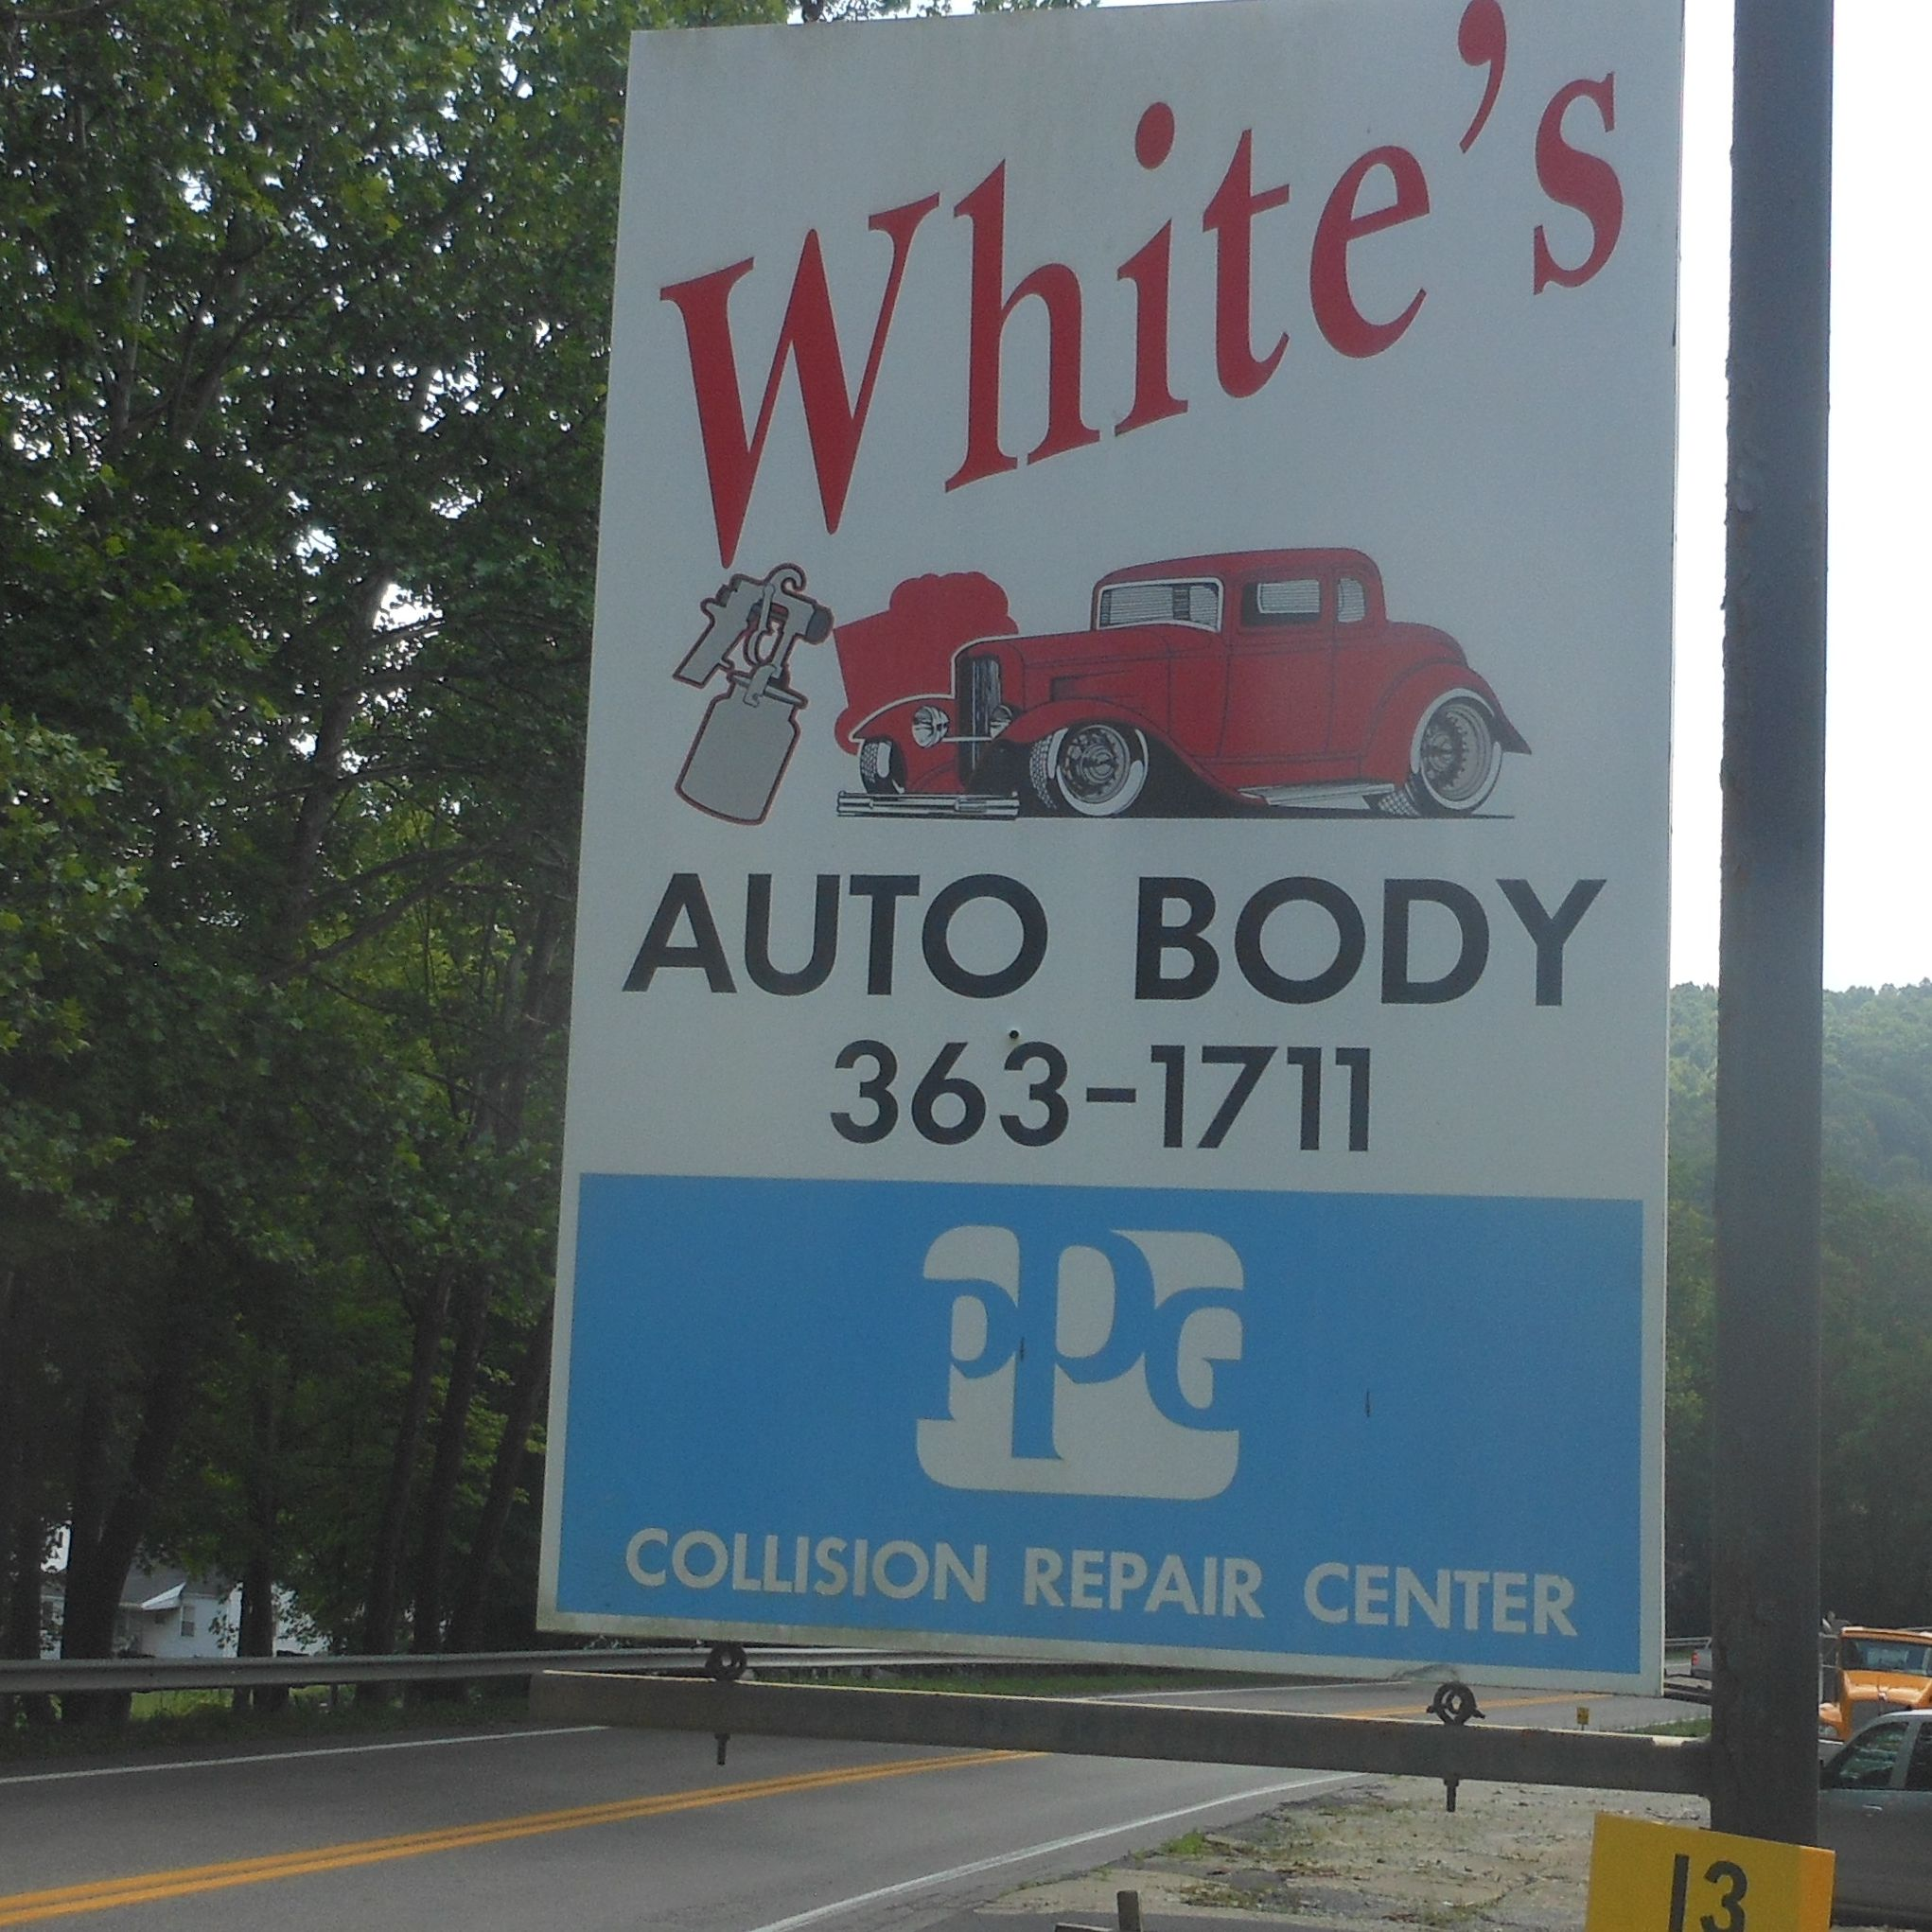 White's
AUTO BODY
363-1711
ppg
COLLISION REPAIR CENTER
13